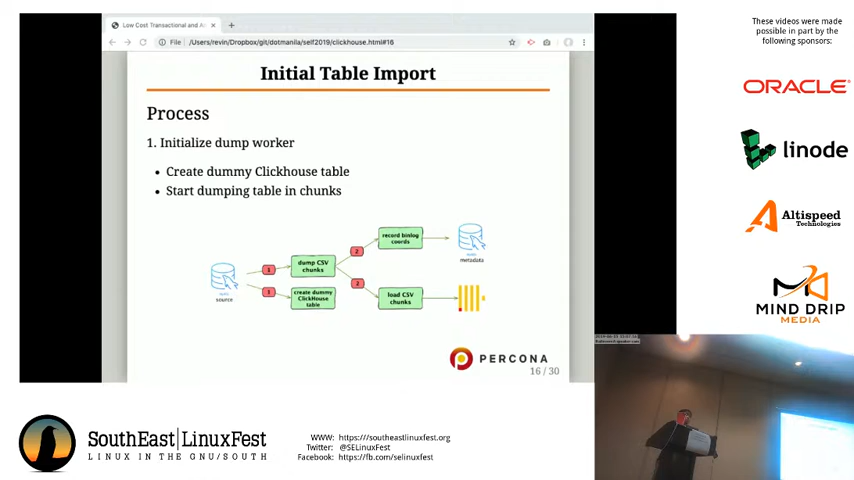 Low Cost Transactional and A
File
/Users/revin/Dropbox/git/dotmanila/self2019/clickhouse.html#16
Initial Table Import
Process
1. Initialize dump worker
• Create dummy Clickhouse table
• Start dumping table in chunks
record binlog
coords
2
metadata
dump CSV
chunks
1
source
1
create dummy
ClickHouse
table
2
load CSV
chunks
PERCONA
16 / 30
These videos were made
possible in part by the
following sponsors:
ORACLE
linode
Altispeed
Technologies
MIND DRIP
MEDIA
SouthEast LinuxFest
LINUX IN THE GNU/SOUTH
WWW: https:///southeastlinuxfest.org
Twitter: @SELinuxFest
Facebook: https://fb.com/selinuxfest